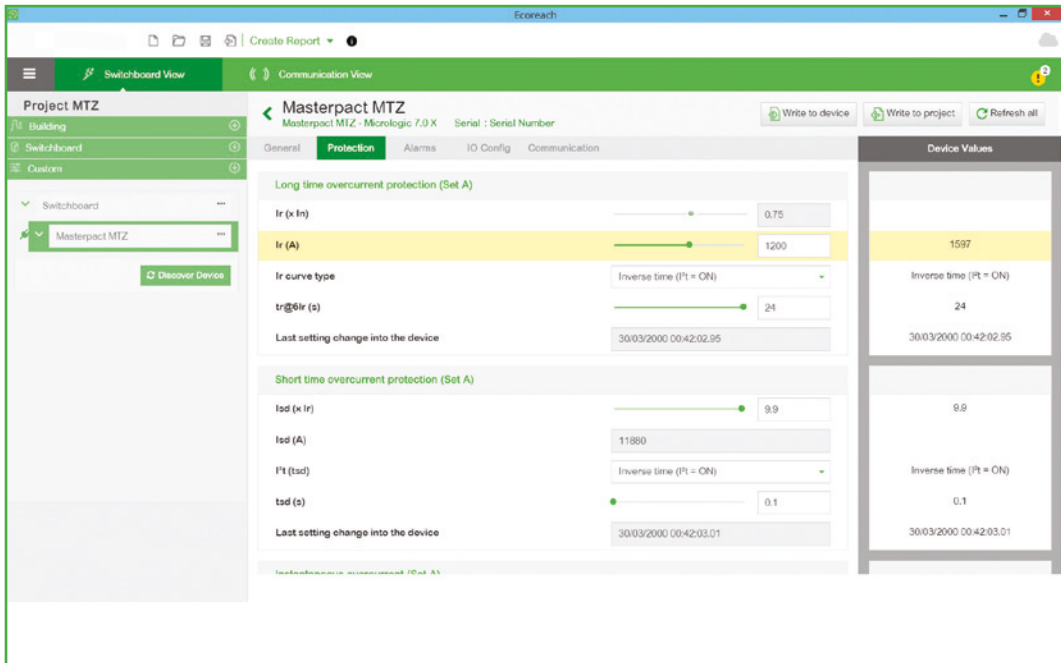 Ecoreach
Create Report
Switchboard View
Communication View
2
Project MTZ
Building
Switchboard
Custom
Switchboard
Masterpact MTZ
Discover Device
Masterpact MTZ
Masterpact MTZ - Micrologic 7.0 X Serial : Serial Number
Write to device
Write to project
Refresh all
General Protection Alarms IO Config Communication
Device Values
Long time overcurrent protection (Set A)
Ir (x In) 0.75
Ir (A) 1200 1597
Ir curve type Inverse time (I²t = ON) Inverse time (I²t = ON)
tr@6Ir (s) 24 24
Last setting change into the device 30/03/2000 00:42:02.95 30/03/2000 00:42:02.95
Short time overcurrent protection (Set A)
Isd (x Ir) 9.9 9.9
Isd (A) 11880
I²t (tsd) Inverse time (I²t = ON) Inverse time (I²t = ON)
tsd (s) 0.1 0.1
Last setting change into the device 30/03/2000 00:42:03.01 30/03/2000 00:42:03.01
Instantaneous overcurrent (Set A)